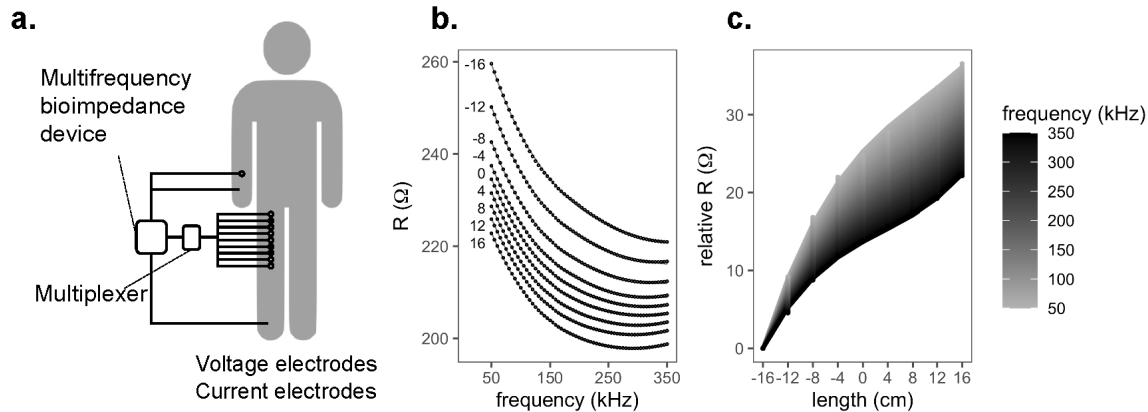 a.
Multifrequency
bioimpedance
device
Multiplexer
Voltage electrodes
Current electrodes
b.
R (Ω)
260
240
220
200
-16
-12
-8
-4
0
4
8
12
16
50
150
250
350
frequency (kHz)
c.
relative R (Ω)
30
20
10
0
-16
-12
-8
-4
0
4
8
12
16
length (cm)
frequency (kHz)
350
300
250
200
150
100
50